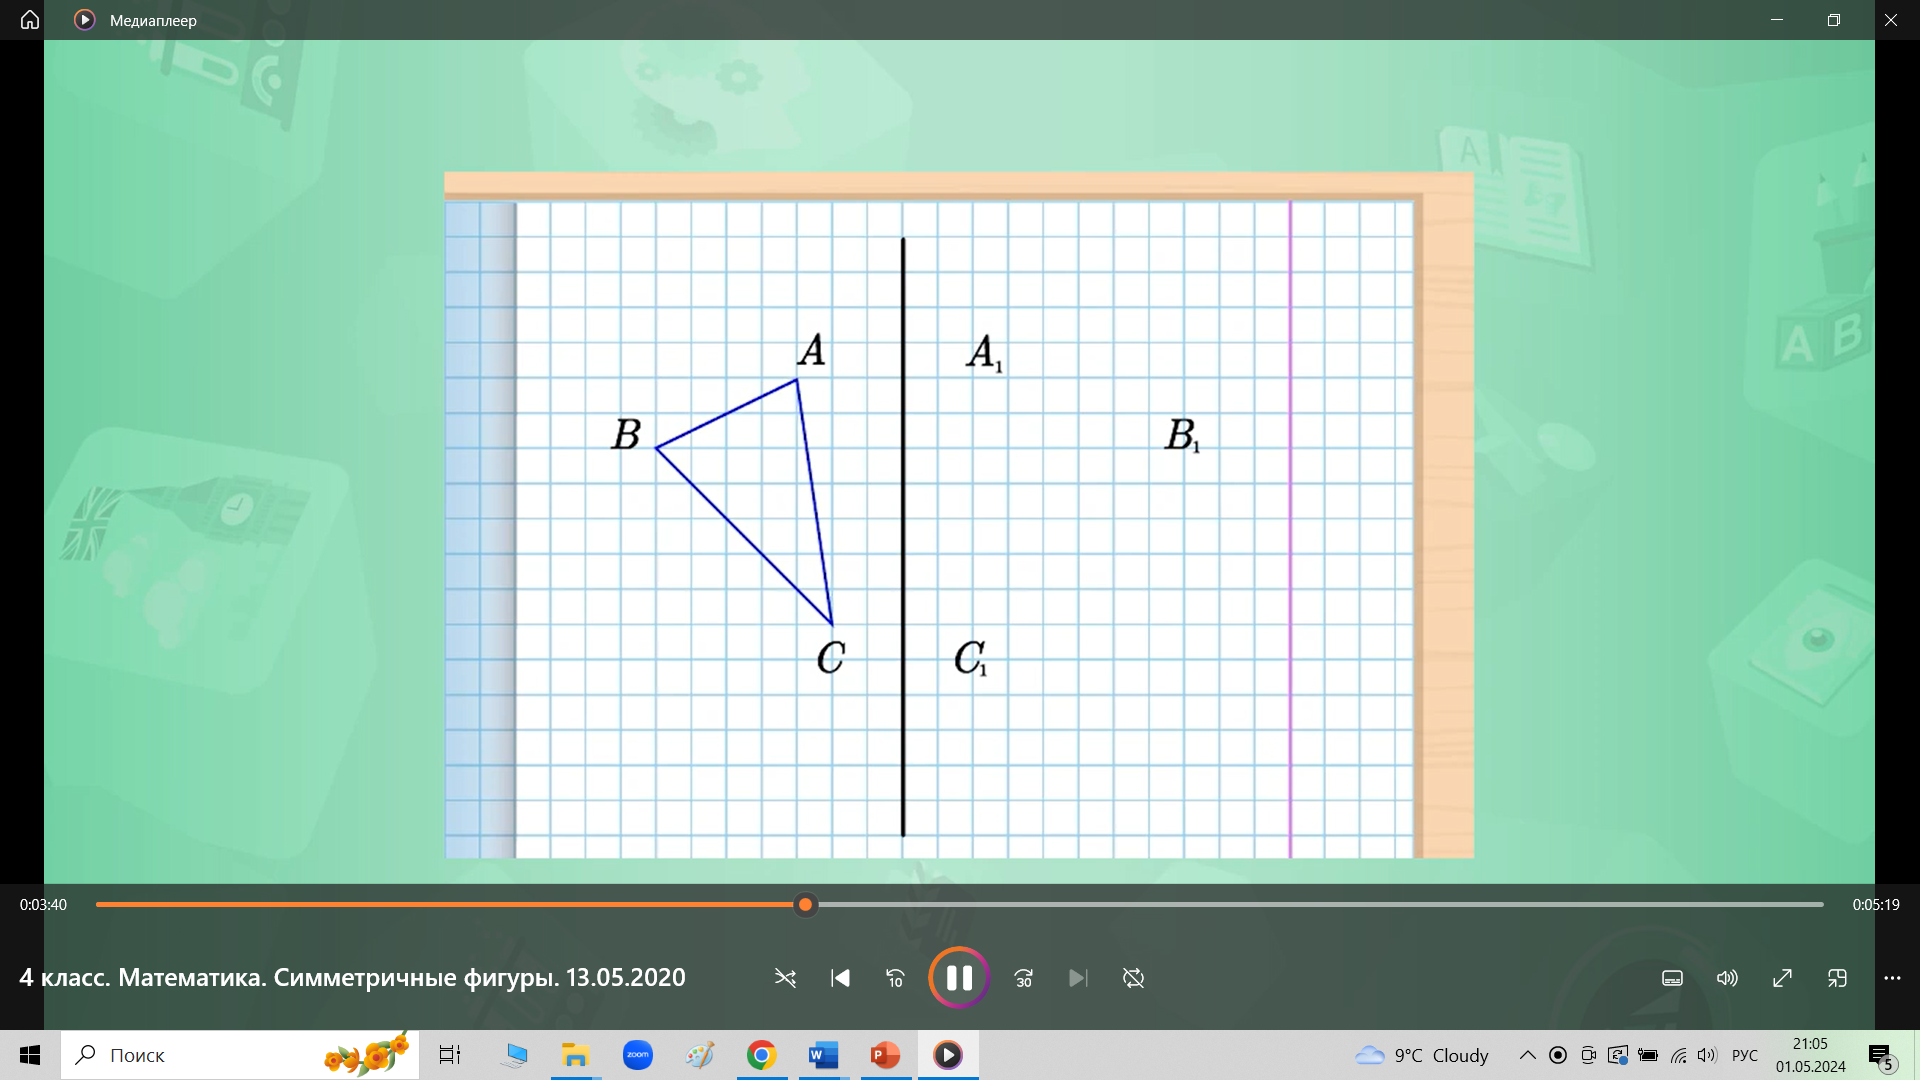 Медиаплеер
A
A₁
B
B₁
C
C₁
0:03:40
0:05:19
4 класс. Математика. Симметричные фигуры. 13.05.2020
10
30
Поиск
zoom
W
P
9°C Cloudy
РУС
21:05
01.05.2024
5
A
A B